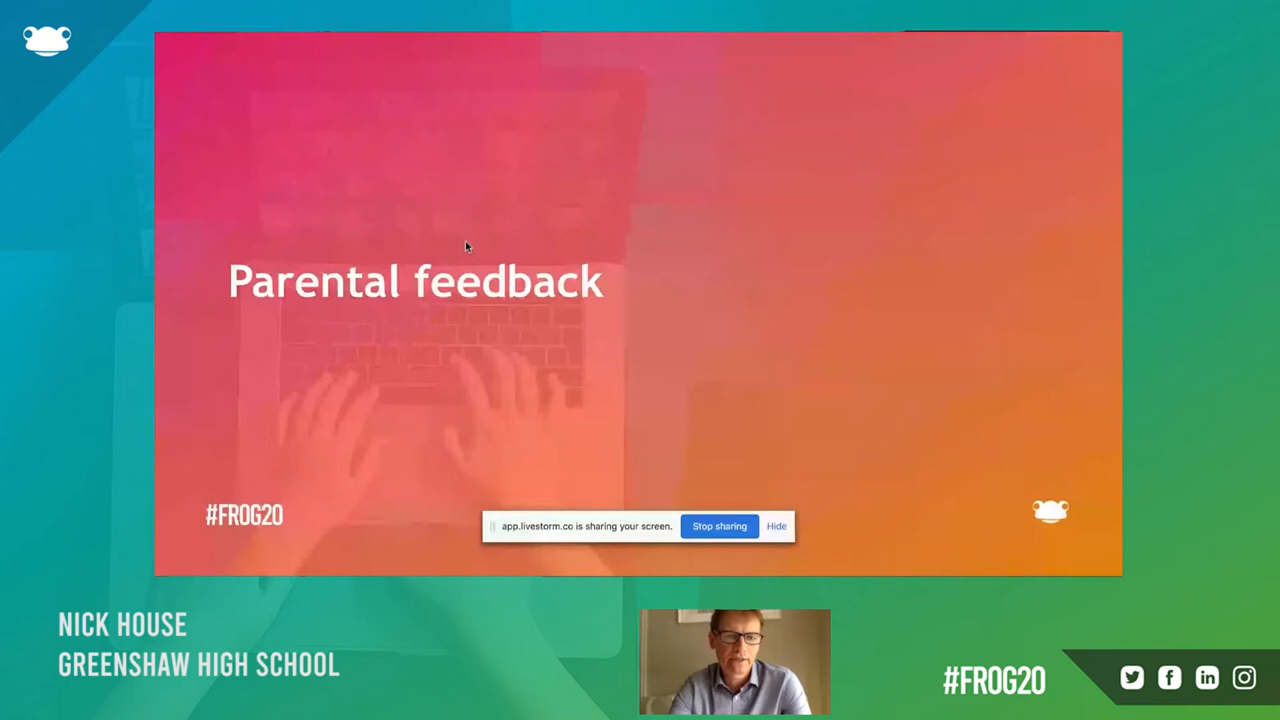 Parental feedback
#FROG20
app.livestorm.co is sharing your screen. Stop sharing Hide
NICK HOUSE
GREENSHAW HIGH SCHOOL
#FROG20